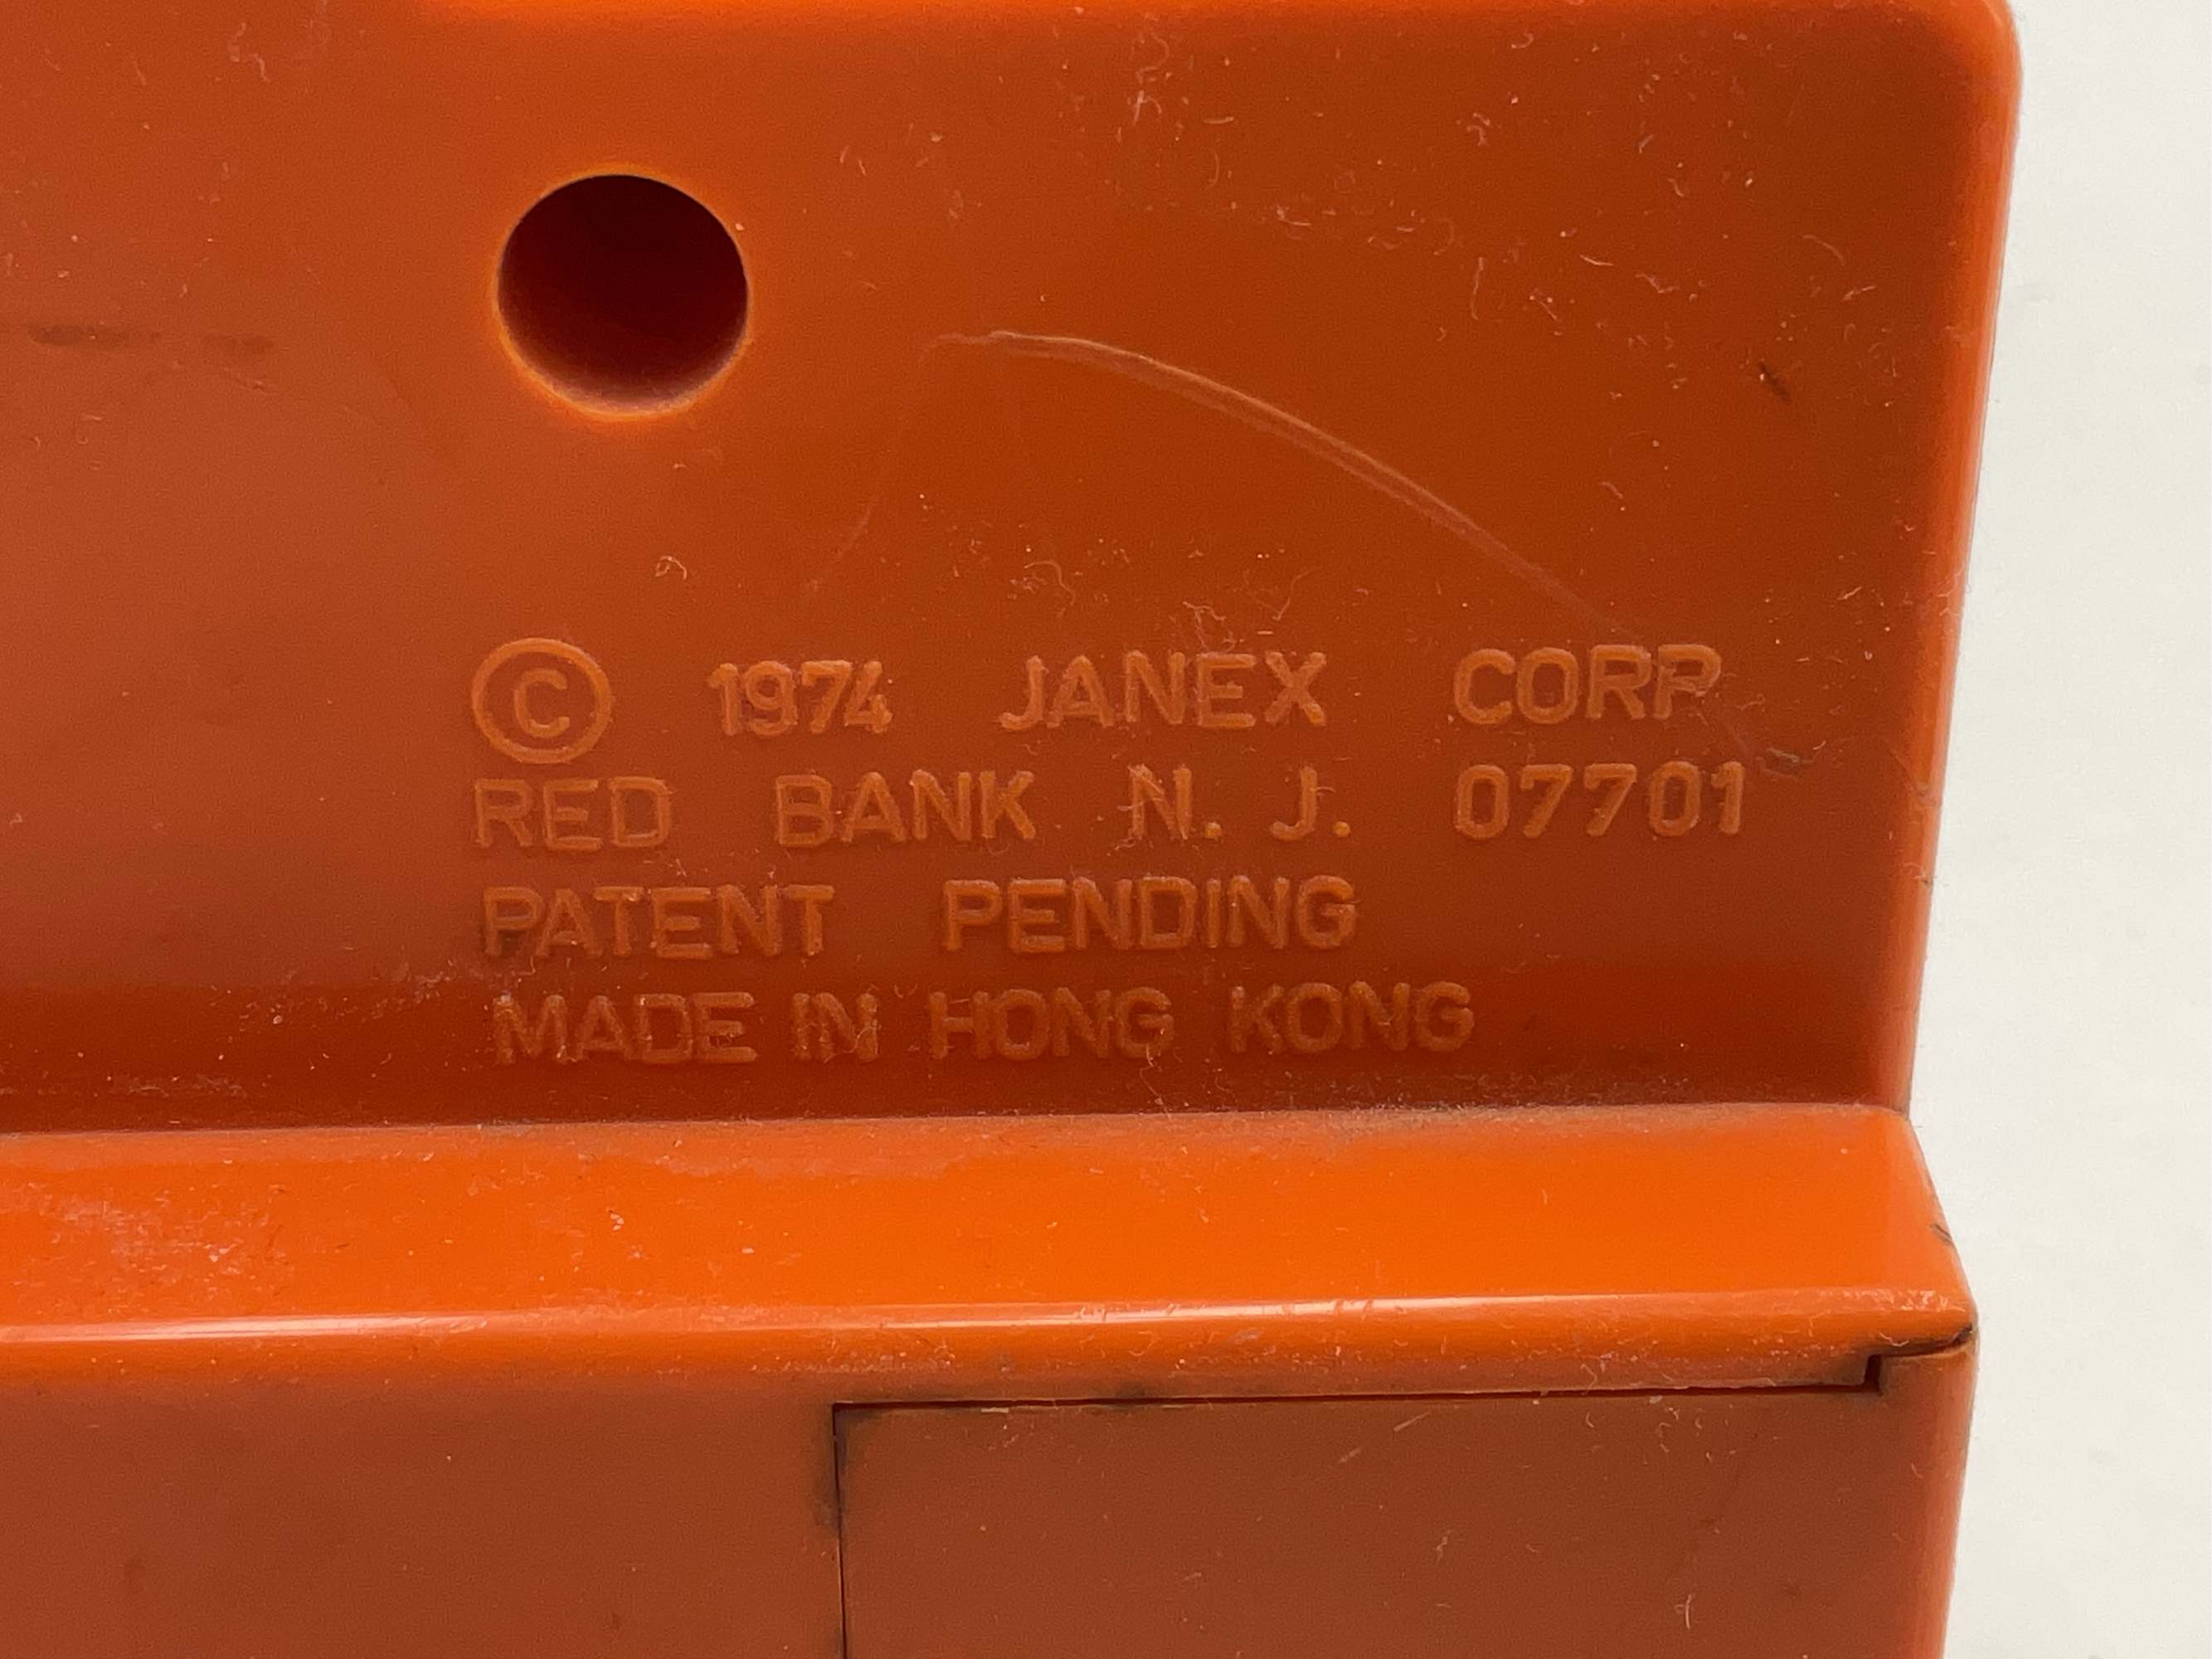 © 1974 JANEX CORP
RED BANK N. J. 07701
PATENT PENDING
MADE IN HONG KONG